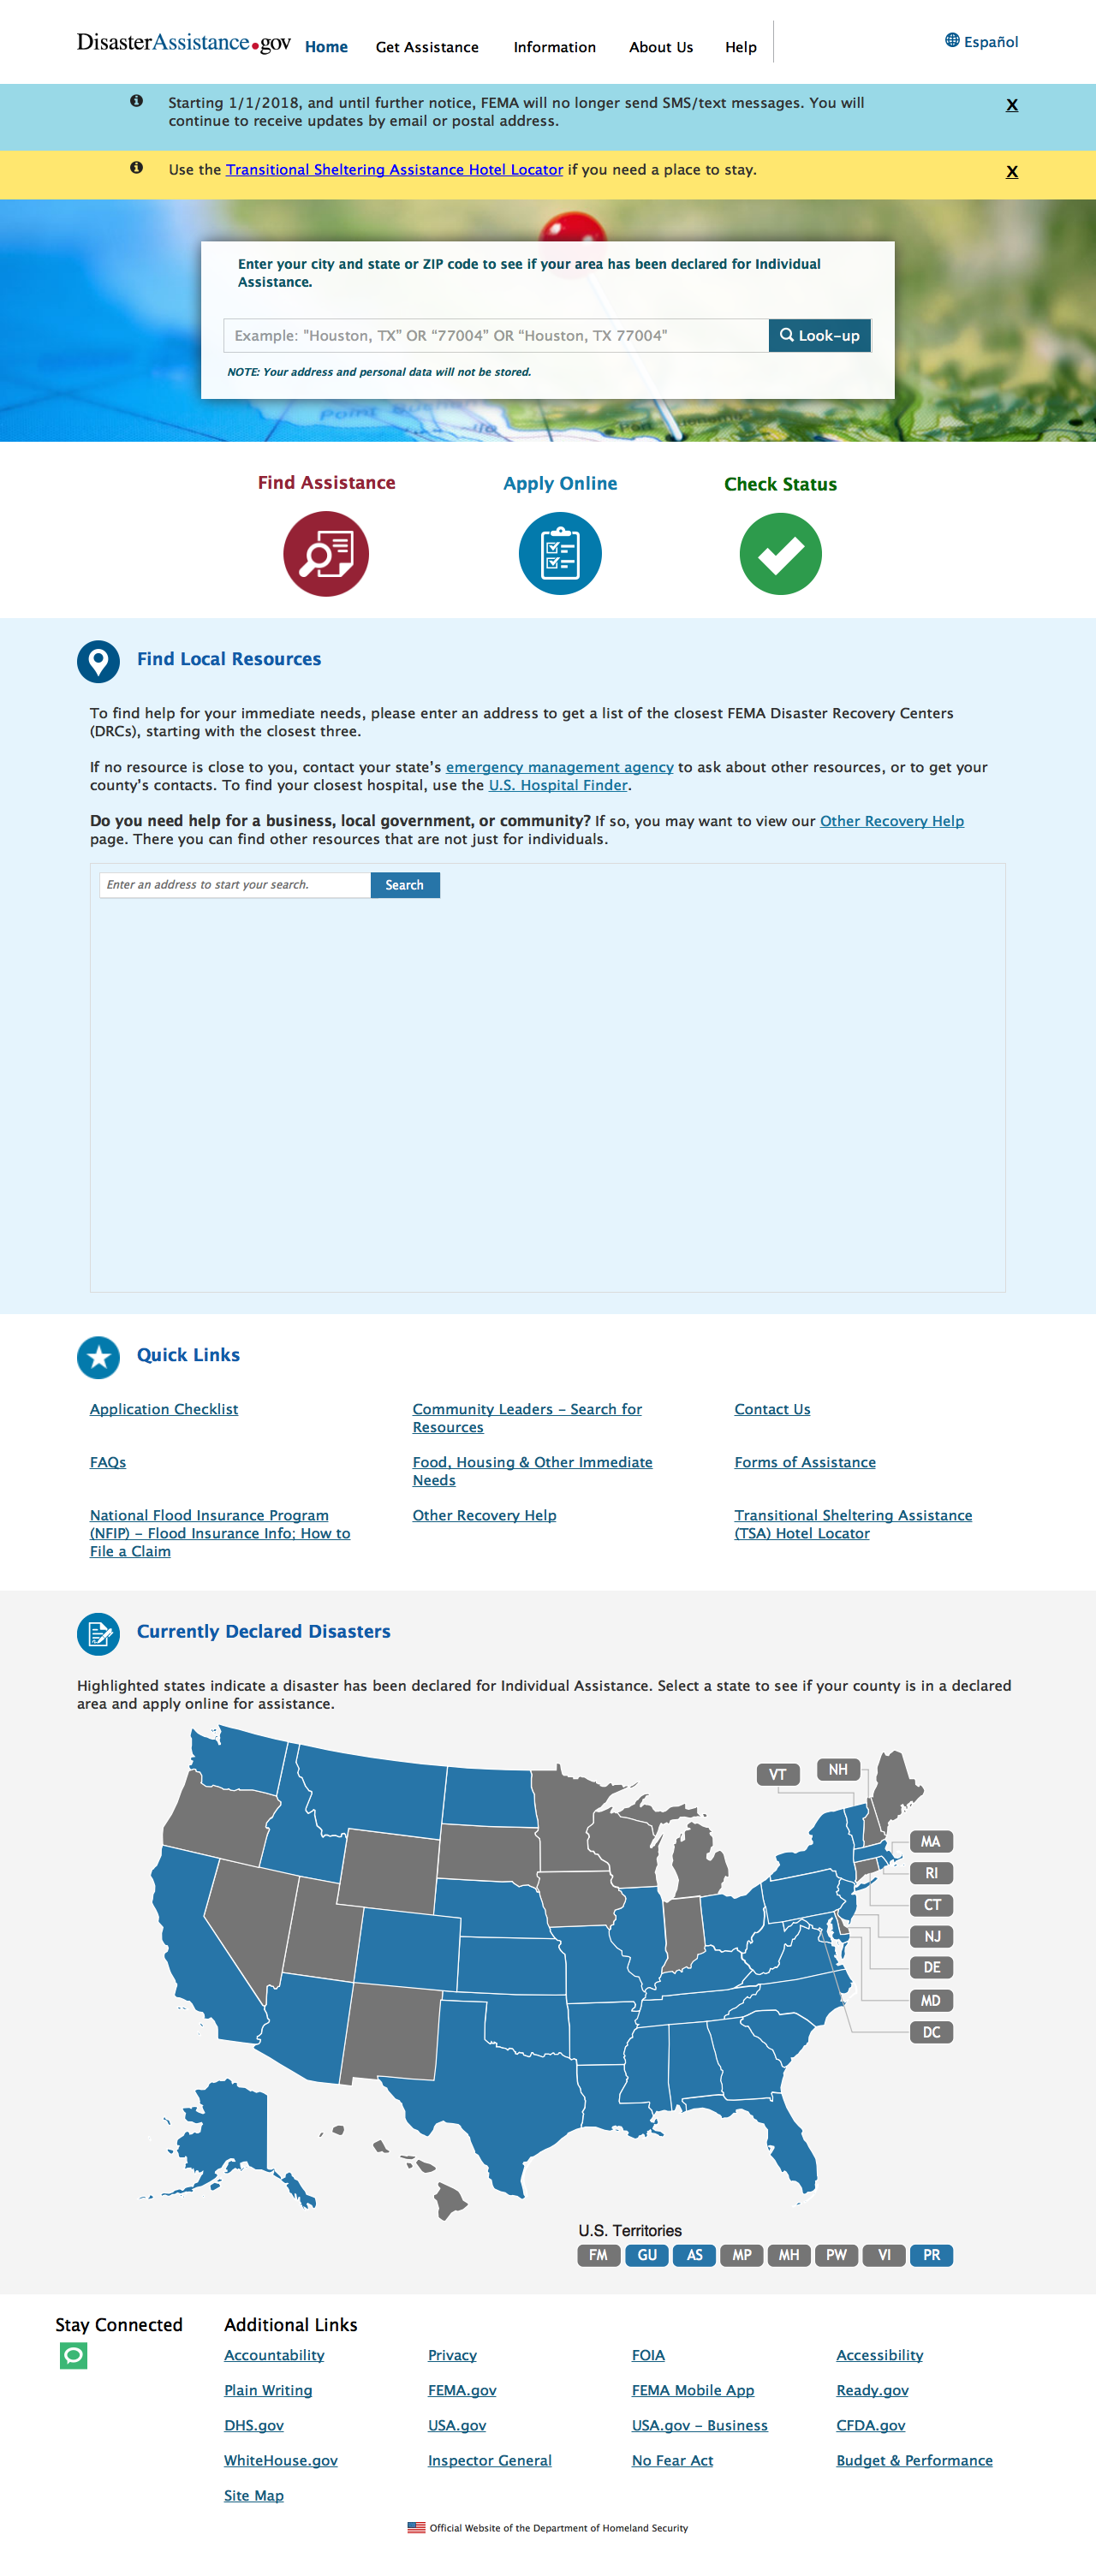 DisasterAssistance.gov
Home
Get Assistance
Information
About Us
Help
Español
Starting 1/1/2018, and until further notice, FEMA will no longer send SMS/text messages. You will
continue to receive updates by email or postal address.
X
Use the Transitional Sheltering Assistance Hotel Locator if you need a place to stay.
X
Enter your city and state or ZIP code to see if your area has been declared for Individual
Assistance.
Example: "Houston, TX" OR “77004” OR “Houston, TX 77004"
Look-up
NOTE: Your address and personal data will not be stored.
Find Assistance
Apply Online
Check Status
Find Local Resources
To find help for your immediate needs, please enter an address to get a list of the closest FEMA Disaster Recovery Centers
(DRCs), starting with the closest three.
If no resource is close to you, contact your state’s emergency management agency to ask about other resources, or to get your
county’s contacts. To find your closest hospital, use the U.S. Hospital Finder.
Do you need help for a business, local government, or community? If so, you may want to view our Other Recovery Help
page. There you can find other resources that are not just for individuals.
Enter an address to start your search.
Search
Quick Links
Application Checklist
Community Leaders - Search for
Resources
Contact Us
FAQs
Food, Housing & Other Immediate
Needs
Forms of Assistance
National Flood Insurance Program
(NFIP) - Flood Insurance Info; How to
File a Claim
Other Recovery Help
Transitional Sheltering Assistance
(TSA) Hotel Locator
Currently Declared Disasters
Highlighted states indicate a disaster has been declared for Individual Assistance. Select a state to see if your county is in a declared
area and apply online for assistance.
VT
NH
MA
RI
CT
NJ
DE
MD
DC
U.S. Territories
FM
GU
AS
MP
MH
PW
VI
PR
Stay Connected
Additional Links
Accountability
Privacy
FOIA
Accessibility
Plain Writing
FEMA.gov
FEMA Mobile App
Ready.gov
DHS.gov
USA.gov
USA.gov - Business
CFDA.gov
WhiteHouse.gov
Inspector General
No Fear Act
Budget & Performance
Site Map
Official Website of the Department of Homeland Security